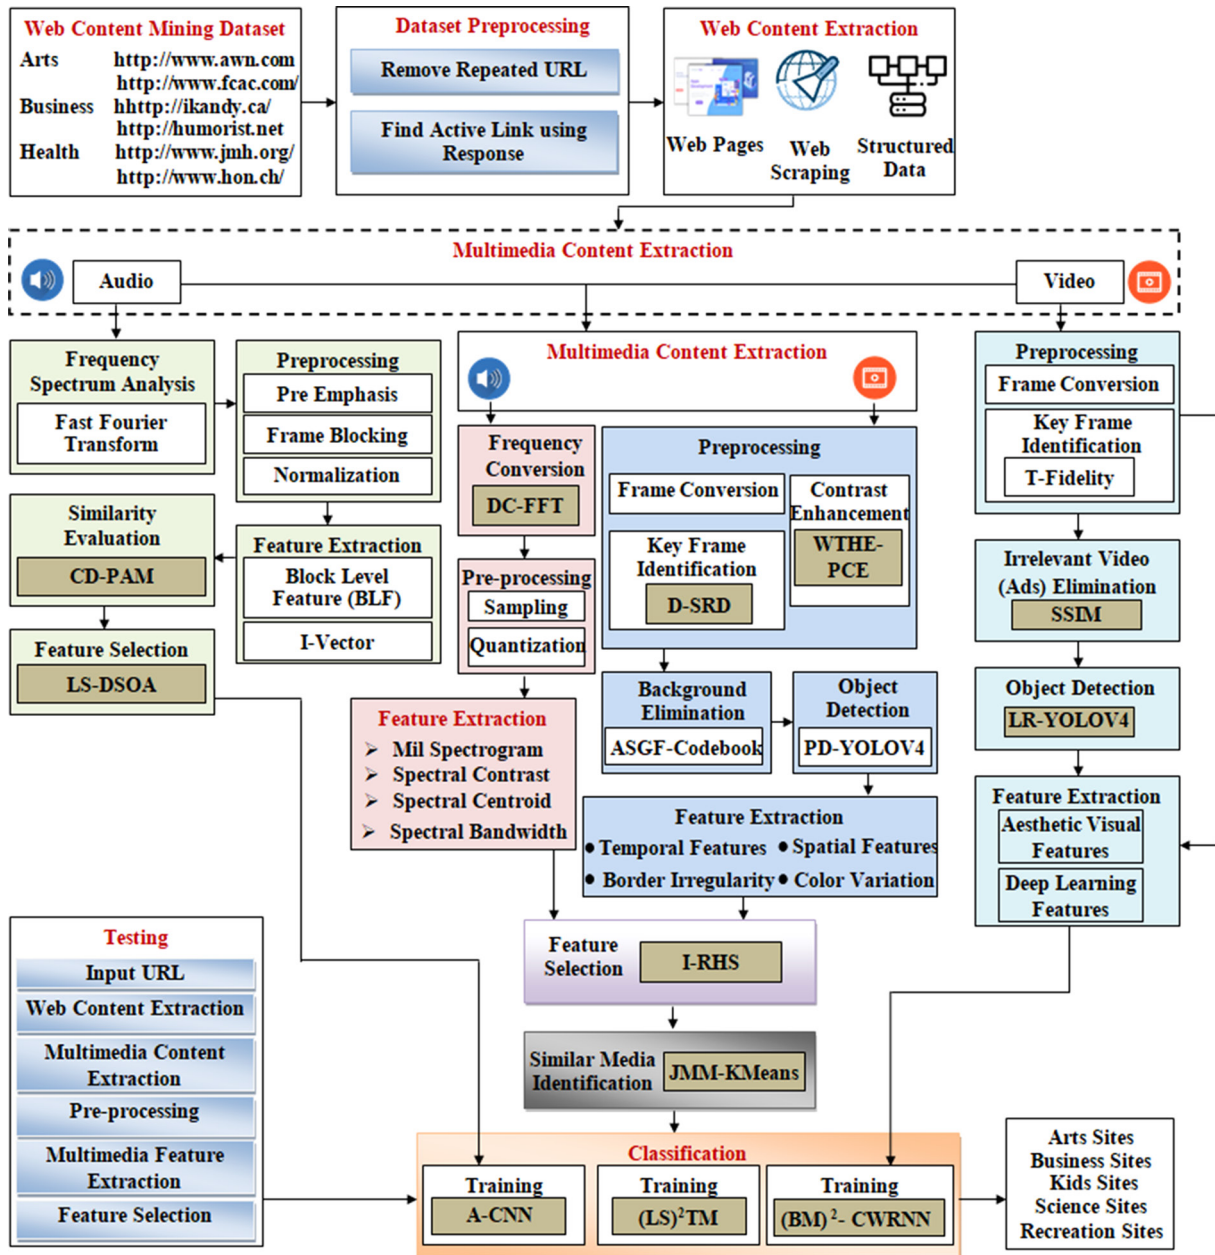 Web Content Mining Dataset
Arts http://www.awn.com
http://www.fcac.com/
Business hhttp://ikandy.ca/
http://humorist.net
Health http://www.jmh.org/
http://www.hon.ch/
Dataset Preprocessing
Remove Repeated URL
Find Active Link using
Response
Web Content Extraction
Web Pages
Web
Scraping
Structured
Data
Multimedia Content Extraction
Audio
Video
Frequency
Spectrum Analysis
Fast Fourier
Transform
Preprocessing
Pre Emphasis
Frame Blocking
Normalization
Similarity
Evaluation
CD-PAM
Feature Extraction
Block Level
Feature (BLF)
I-Vector
Feature Selection
LS-DSOA
Multimedia Content Extraction
Frequency
Conversion
DC-FFT
Pre-processing
Sampling
Quantization
Feature Extraction
➢ Mil Spectrogram
➢ Spectral Contrast
➢ Spectral Centroid
➢ Spectral Bandwidth
Preprocessing
Frame Conversion
Key Frame
Identification
D-SRD
Contrast
Enhancement
WTHE-
PCE
Background
Elimination
ASGF-Codebook
Object
Detection
PD-YOLOV4
Feature Extraction
● Temporal Features ● Spatial Features
● Border Irregularity ● Color Variation
Preprocessing
Frame Conversion
Key Frame
Identification
T-Fidelity
Irrelevant Video
(Ads) Elimination
SSIM
Object Detection
LR-YOLOV4
Feature Extraction
Aesthetic Visual
Features
Deep Learning
Features
Feature
Selection
I-RHS
Similar Media
Identification
JMM-KMeans
Testing
Input URL
Web Content Extraction
Multimedia Content
Extraction
Pre-processing
Multimedia Feature
Extraction
Feature Selection
Classification
Training
A-CNN
Training
(LS)²TM
Training
(BM)²- CWRNN
Arts Sites
Business Sites
Kids Sites
Science Sites
Recreation Sites